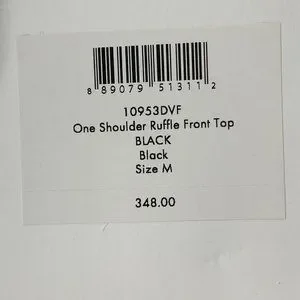 8 89079 51311 2
10953DVF
One Shoulder Ruffle Front Top
BLACK
Black
Size M
348.00